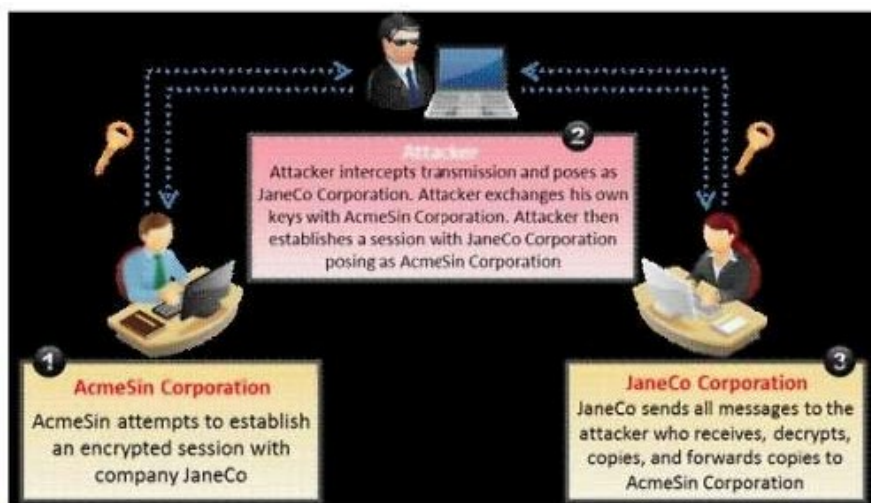 1
AcmeSin Corporation
AcmeSin attempts to establish
an encrypted session with
company JaneCo
2
Attacker
Attacker intercepts transmission and poses as
JaneCo Corporation. Attacker exchanges his own
keys with AcmeSin Corporation. Attacker then
establishes a session with JaneCo Corporation
posing as AcmeSin Corporation
3
JaneCo Corporation
JaneCo sends all messages to the
attacker who receives, decrypts,
copies, and forwards copies to
AcmeSin Corporation